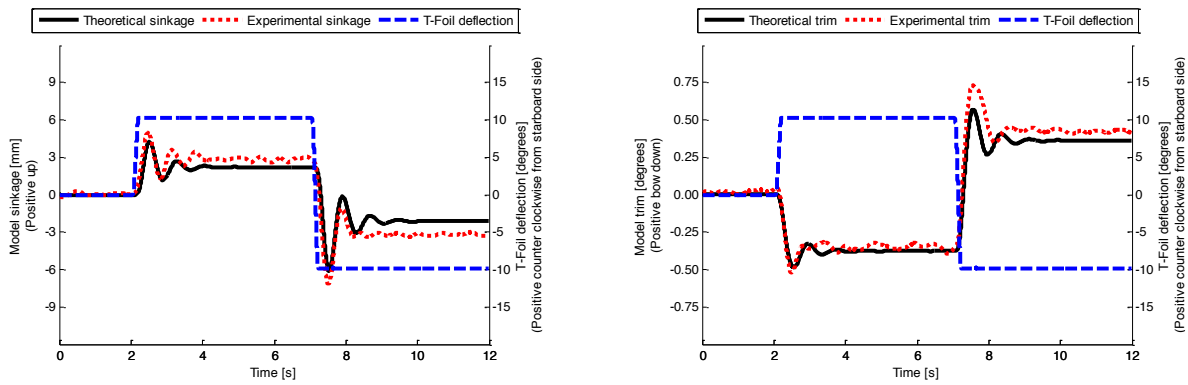 Theoretical sinkage Experimental sinkage T-Foil deflection
9
6
3
0
-3
-6
-9
Model sinkage [mm]
(Positive up)
15
10
5
0
-5
-10
-15
T-Foil deflection [degrees]
(Positive counter clockwise from starboard side)
0 2 4 6 8 10 12
Time [s]
Theoretical trim Experimental trim T-Foil deflection
0.75
0.50
0.25
0.00
-0.25
-0.50
-0.75
Model trim [degrees]
(Positive bow down)
15
10
5
0
-5
-10
-15
T-Foil deflection [degrees]
(Positive counter clockwise from starboard side)
0 2 4 6 8 10 12
Time [s]